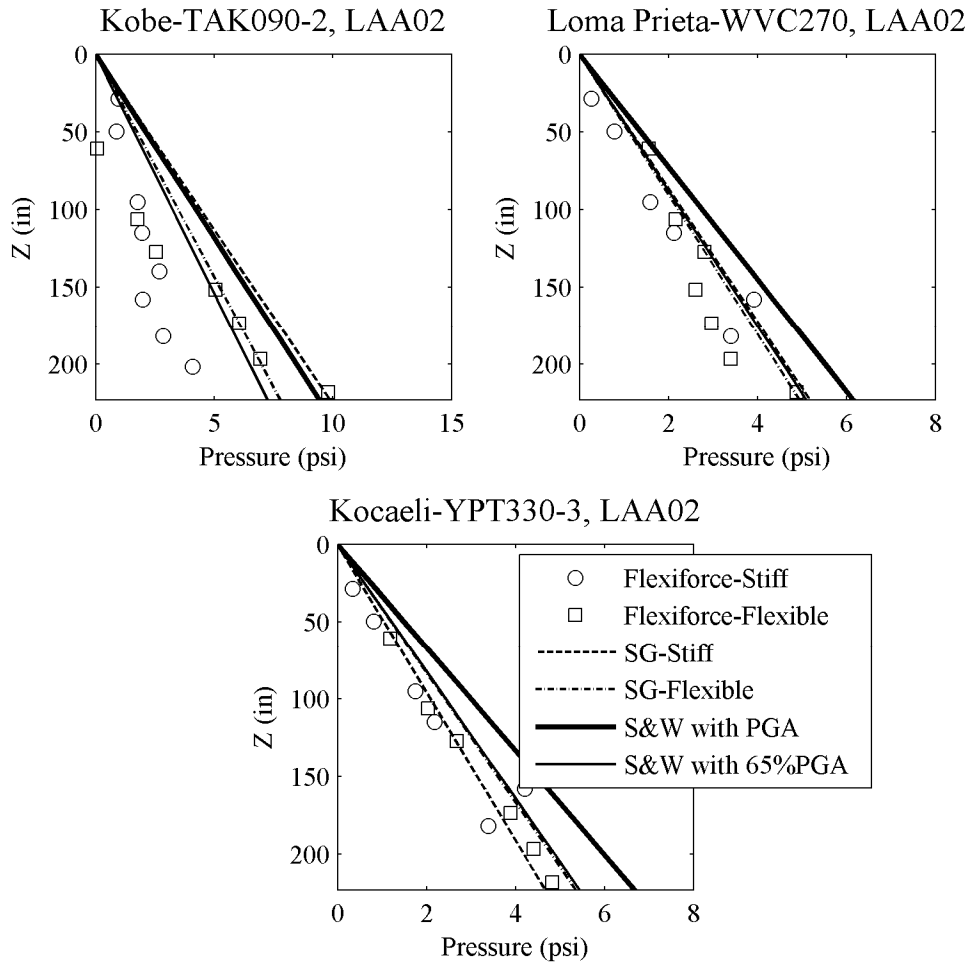 Kobe-TAK090-2, LAA02
0
50
100
150
200
Z (in)
0 5 10 15
Pressure (psi)
Loma Prieta-WVC270, LAA02
0
50
100
150
200
Z (in)
0 2 4 6 8
Pressure (psi)
Kocaeli-YPT330-3, LAA02
0
50
100
150
200
Z (in)
0 2 4 6 8
Pressure (psi)
Flexiforce-Stiff
Flexiforce-Flexible
SG-Stiff
SG-Flexible
S&W with PGA
S&W with 65%PGA